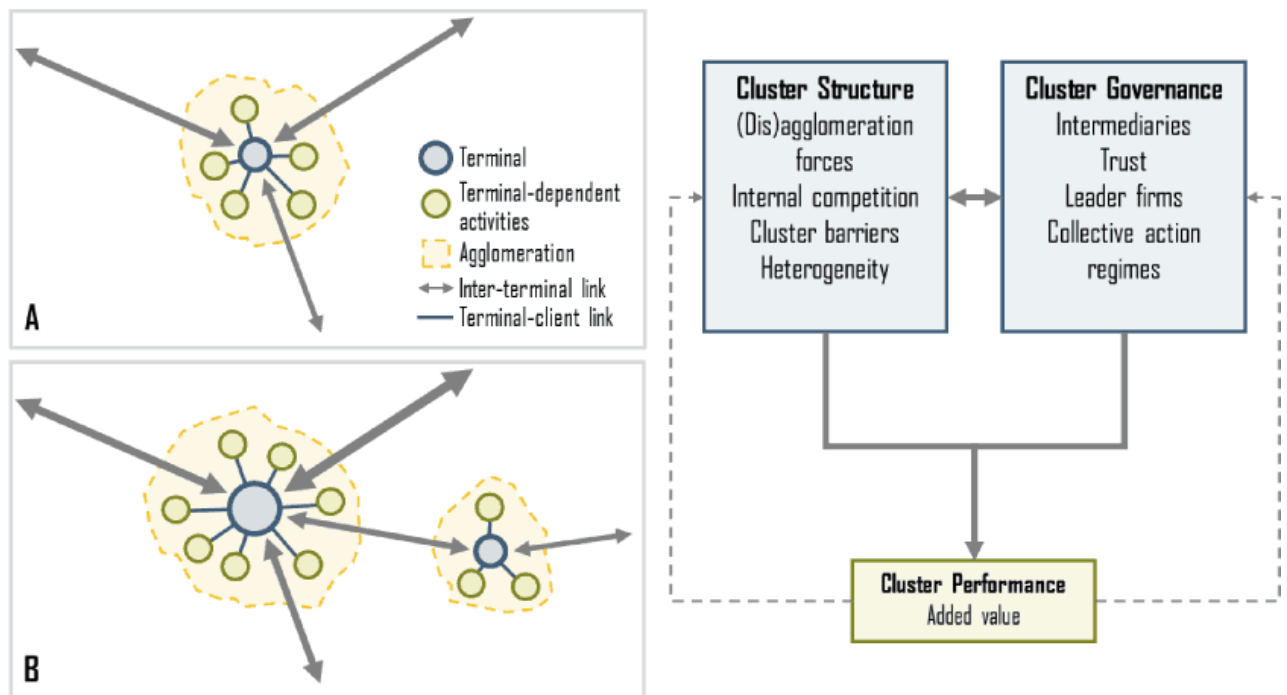 Terminal
Terminal-dependent
activities
Agglomeration
Inter-terminal link
Terminal-client link
A
B
Cluster Structure
(Dis)agglomeration
forces
Internal competition
Cluster barriers
Heterogeneity
Cluster Governance
Intermediaries
Trust
Leader firms
Collective action
regimes
Cluster Performance
Added value